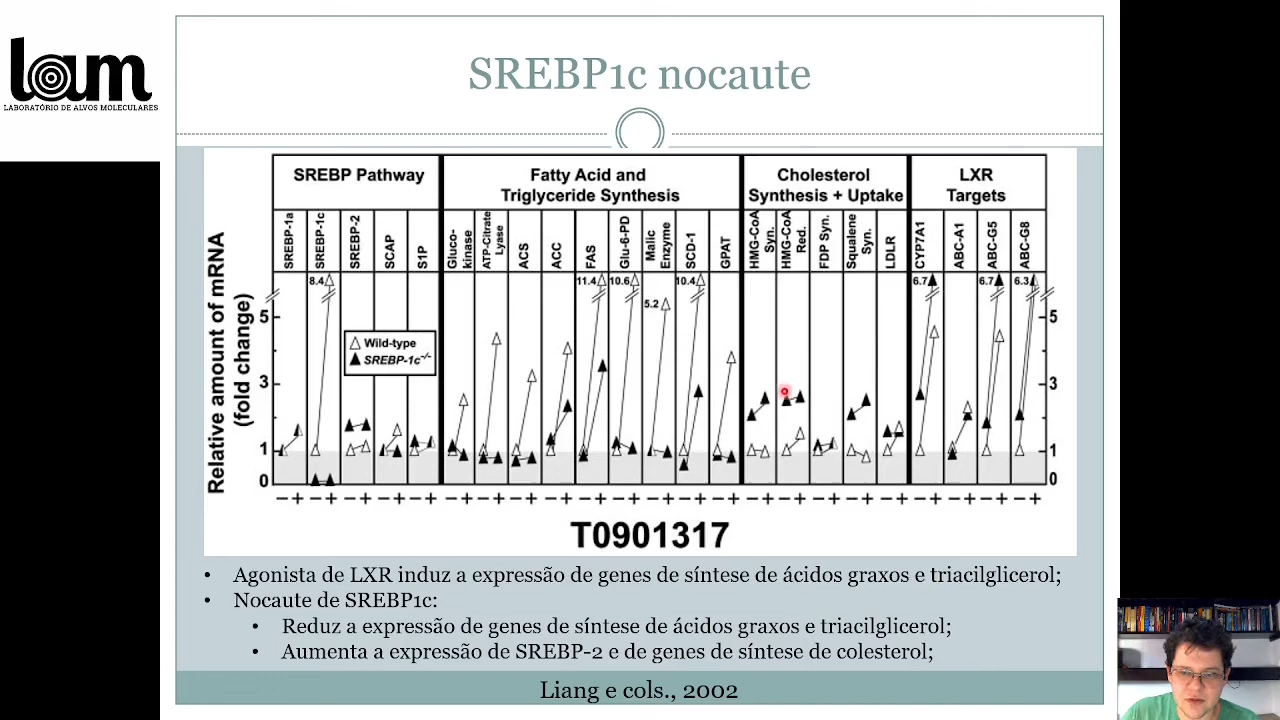 lam
LABORATÓRIO DE ALVOS MOLECULARES
SREBP1c nocaute
SREBP Pathway
Fatty Acid and
Triglyceride Synthesis
Cholesterol
Synthesis + Uptake
LXR
Targets
SREBP-1a
SREBP-1c
SREBP-2
SCAP
S1P
Gluco-
kinase
ATP-Citrate
Lyase
ACS
ACC
FAS
Glu-6-PD
Malic
Enzyme
SCD-1
GPAT
HMG-CoA
Syn.
HMG-CoA
Red.
FDP Syn.
Squalene
Syn.
LDLR
CYP7A1
ABC-A1
ABC-G5
ABC-G8
Relative amount of mRNA
(fold change)
8.4
11.4
10.6
5.2
10.4
6.7
6.7
6.3
5
3
1
0
5
3
1
0
Wild-type
SREBP-1c-/-
− + − + − + − + − + − + − + − + − + − + − + − + − + − + − + − + − + − + − + − + − + − + − +
T0901317
• Agonista de LXR induz a expressão de genes de síntese de ácidos graxos e triacilglicerol;
• Nocaute de SREBP1c:
• Reduz a expressão de genes de síntese de ácidos graxos e triacilglicerol;
• Aumenta a expressão de SREBP-2 e de genes de síntese de colesterol;
Liang e cols., 2002